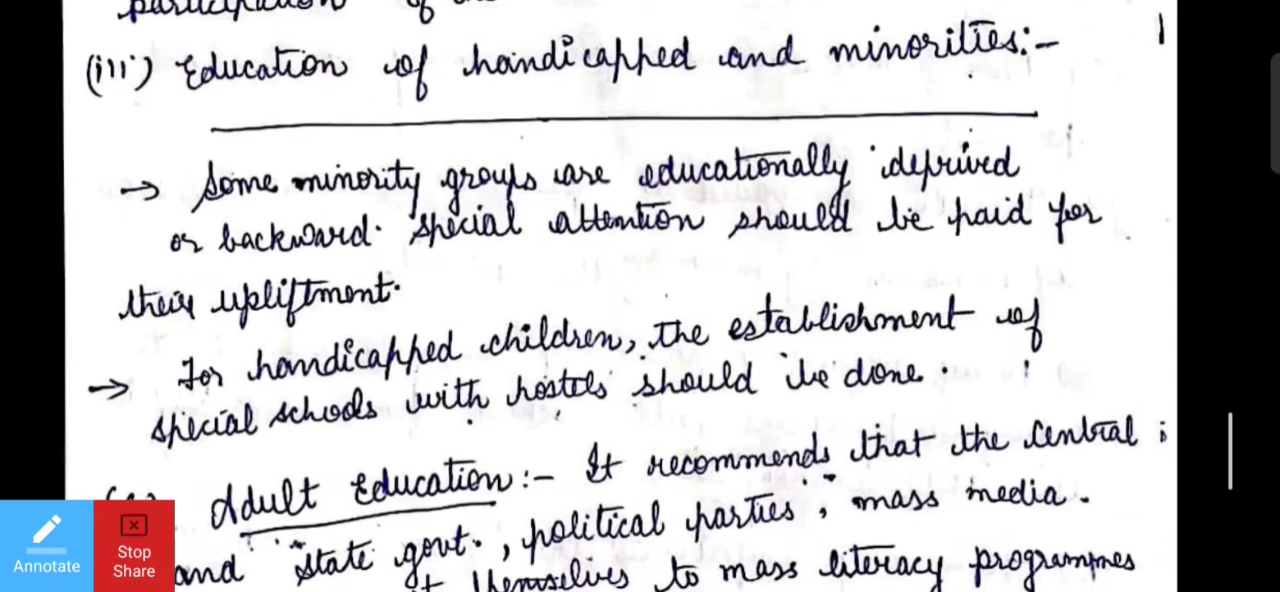 participation of
(iii) Education of handicapped and minorities:-
→ Some minority groups are educationally deprived
or backward. Special attention should be paid for
their upliftment.
→ For handicapped children, the establishment of
special schools with hostels should be done.
Adult Education:- It recommends that the Central
and State govt., political parties, mass media.
themselves to mass literacy programmes
Annotate
Stop
Share